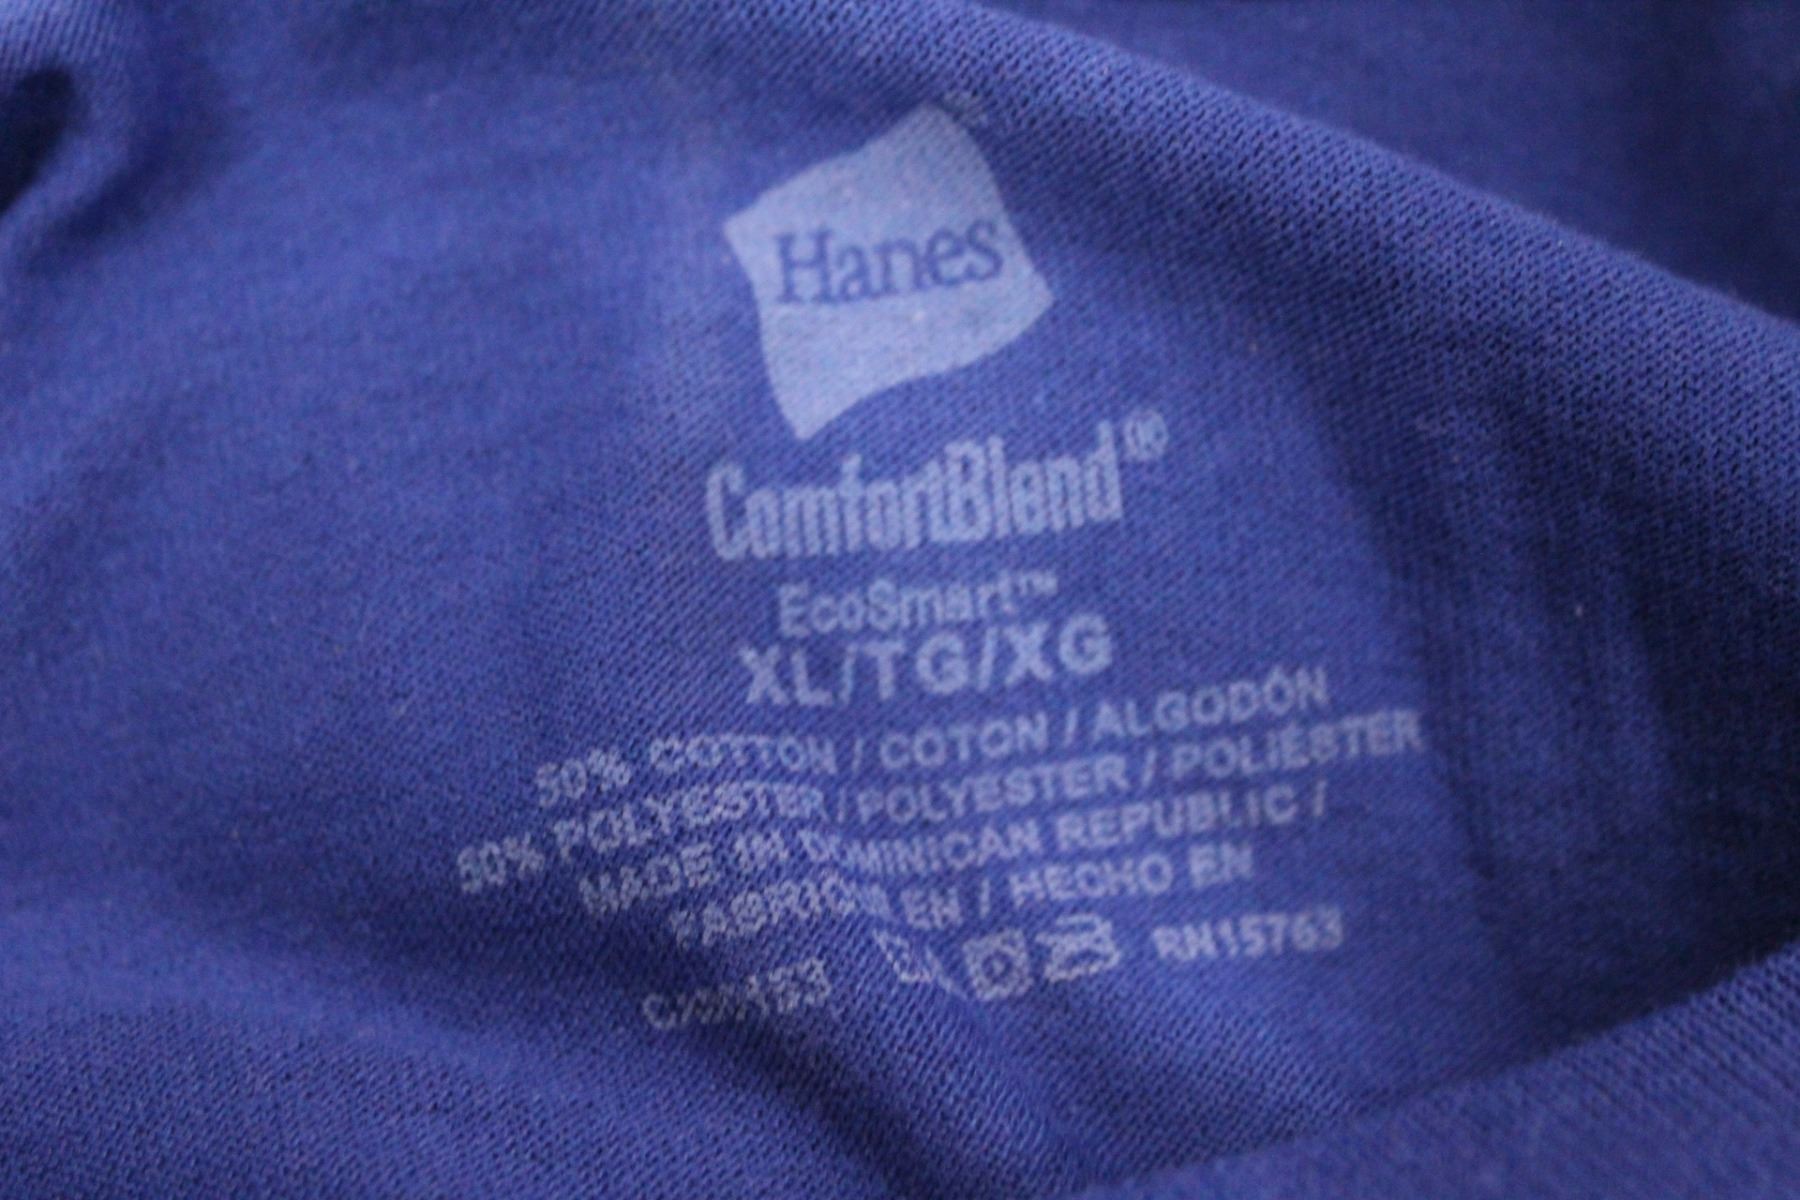 Hanes
ComfortBlend®
EcoSmart™
XL/TG/XG
50% COTTON / COTON / ALGODÓN
50% POLYESTER / POLYESTER / POLIÉSTER
MADE IN DOMINICAN REPUBLIC /
FABRIQUÉ EN / HECHO EN
RN15763